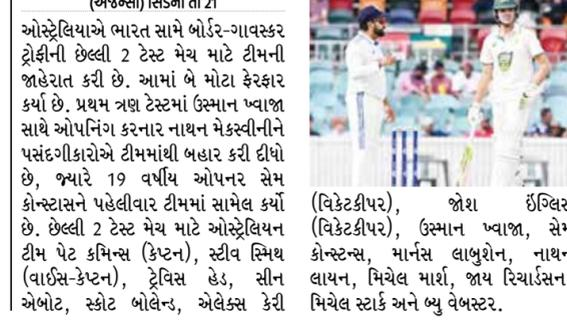 (એજન્સી) સિડની તા 21
ઓસ્ટ્રેલિયાએ ભારત સામે બોર્ડર-ગાવસ્કર
ટ્રોફીની છેલ્લી 2 ટેસ્ટ મેચ માટે ટીમની
જાહેરાત કરી છે. આમાં બે મોટા ફેરફાર
કર્યા છે. પ્રથમ ત્રણ ટેસ્ટમાં ઉસ્માન ખ્વાજા
સાથે ઓપનિંગ કરનાર નાથન મેકસ્વીનીને
પસંદગીકારોએ ટીમમાંથી બહાર કરી દીધો
છે, જ્યારે 19 વર્ષીય ઓપનર સેમ
કોન્સ્ટાસને પહેલીવાર ટીમમાં સામેલ કર્યો
છે. છેલ્લી 2 ટેસ્ટ મેચ માટે ઓસ્ટ્રેલિયન
ટીમ પેટ કમિન્સ (કેપ્ટન), સ્ટીવ સ્મિથ
(વાઈસ-કેપ્ટન), ટ્રેવિસ હેડ, સીન
એબોટ, સ્કોટ બોલેન્ડ, એલેક્સ કેરી
(વિકેટકીપર), જોશ ઇંગ્લિસ
(વિકેટકીપર), ઉસ્માન ખ્વાજા, સેમ
કોન્સ્ટન્સ, માર્નસ લાબુશેન, નાથન
લાયન, મિચેલ માર્શ, જાય રિચાર્ડસન
મિચેલ સ્ટાર્ક અને બ્યુ વેબસ્ટર.